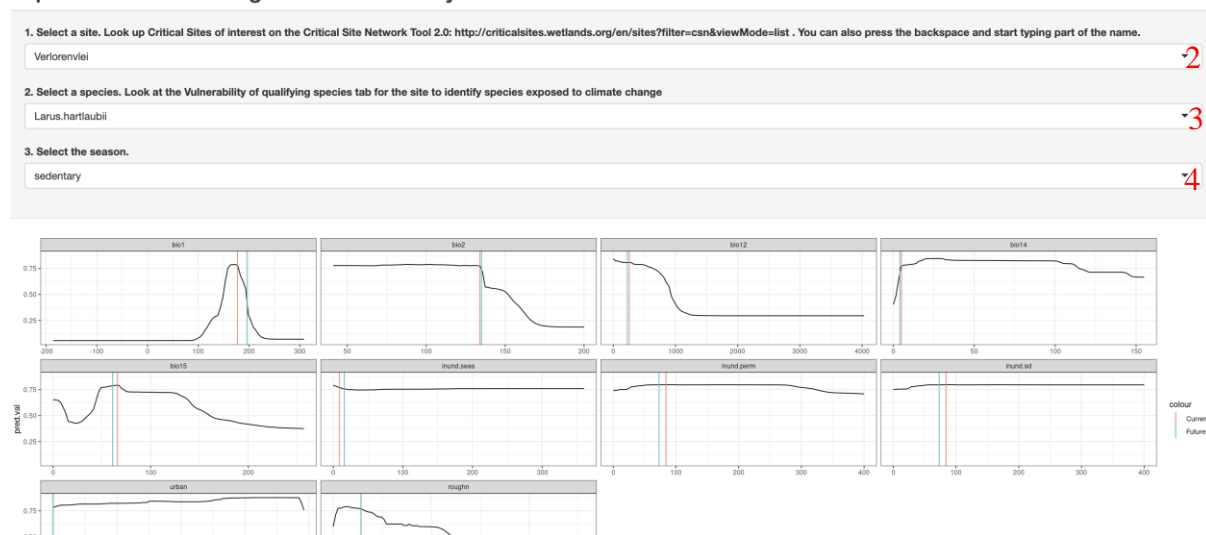 1. Select a site. Look up Critical Sites of interest on the Critical Site Network Tool 2.0: http://criticalsites.wetlands.org/en/sites?filter=csn&viewMode=list . You can also press the backspace and start typing part of the name.
Verlorenvlei 2
2. Select a species. Look at the Vulnerability of qualifying species tab for the site to identify species exposed to climate change
Larus.hartlaubii 3
3. Select the season.
sedentary 4
bio1 bio2 bio12 bio14
0.75
0.50
0.25
-200 -100 0 100 200 300 50 100 150 200 0 1000 2000 3000 4000 0 50 100 150
bio15 inund.seas inund.perm inund.sd
pred.val
0.75
0.50
0.25
colour
Curren
Future
0 100 200 0 100 200 300 0 100 200 300 400 0 100 200 300 400
urban roughn
0.75